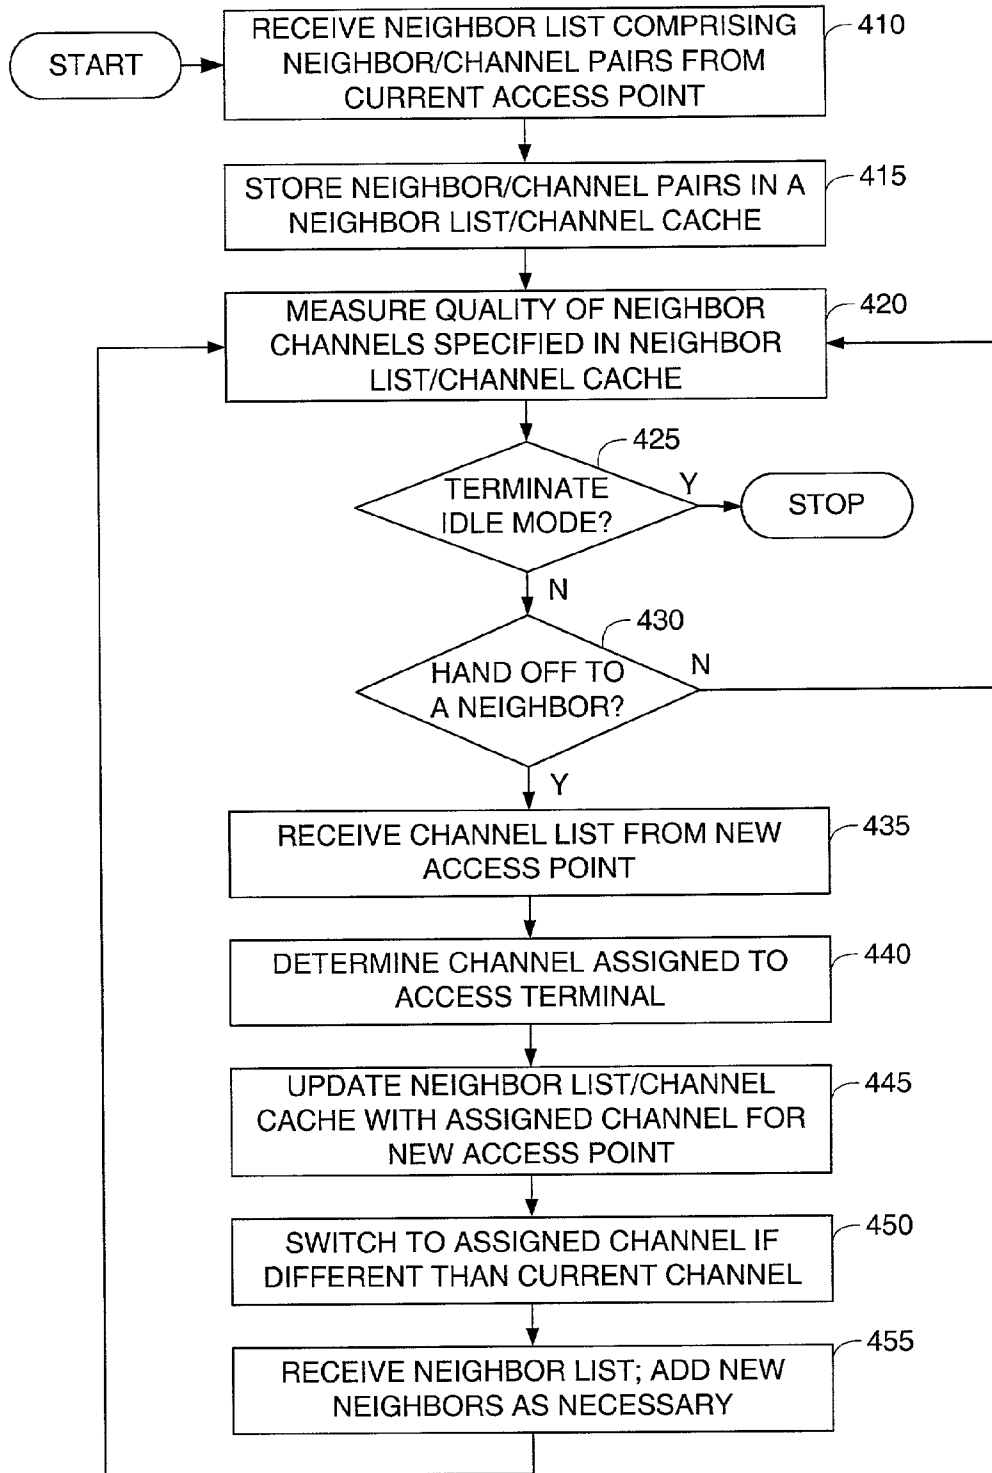 START
RECEIVE NEIGHBOR LIST COMPRISING
NEIGHBOR/CHANNEL PAIRS FROM
CURRENT ACCESS POINT
410
STORE NEIGHBOR/CHANNEL PAIRS IN A
NEIGHBOR LIST/CHANNEL CACHE
415
MEASURE QUALITY OF NEIGHBOR
CHANNELS SPECIFIED IN NEIGHBOR
LIST/CHANNEL CACHE
420
TERMINATE
IDLE MODE?
425
Y
STOP
N
HAND OFF TO
A NEIGHBOR?
430
N
Y
RECEIVE CHANNEL LIST FROM NEW
ACCESS POINT
435
DETERMINE CHANNEL ASSIGNED TO
ACCESS TERMINAL
440
UPDATE NEIGHBOR LIST/CHANNEL
CACHE WITH ASSIGNED CHANNEL FOR
NEW ACCESS POINT
445
SWITCH TO ASSIGNED CHANNEL IF
DIFFERENT THAN CURRENT CHANNEL
450
RECEIVE NEIGHBOR LIST; ADD NEW
NEIGHBORS AS NECESSARY
455